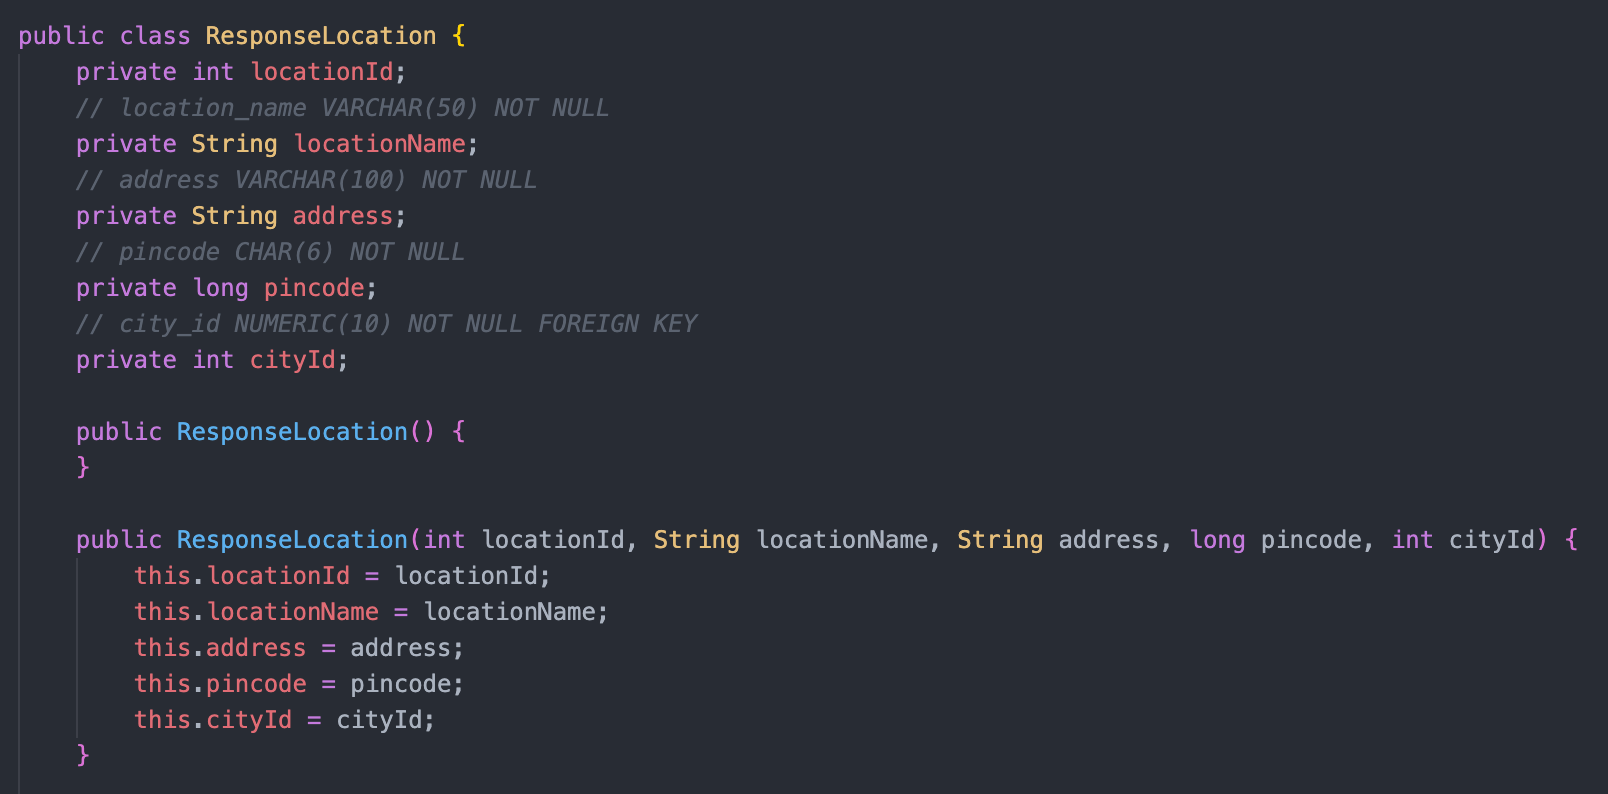 public class ResponseLocation {
    private int locationId;
    // location_name VARCHAR(50) NOT NULL
    private String locationName;
    // address VARCHAR(100) NOT NULL
    private String address;
    // pincode CHAR(6) NOT NULL
    private long pincode;
    // city_id NUMERIC(10) NOT NULL FOREIGN KEY
    private int cityId;

    public ResponseLocation() {
    }

    public ResponseLocation(int locationId, String locationName, String address, long pincode, int cityId) {
        this.locationId = locationId;
        this.locationName = locationName;
        this.address = address;
        this.pincode = pincode;
        this.cityId = cityId;
    }